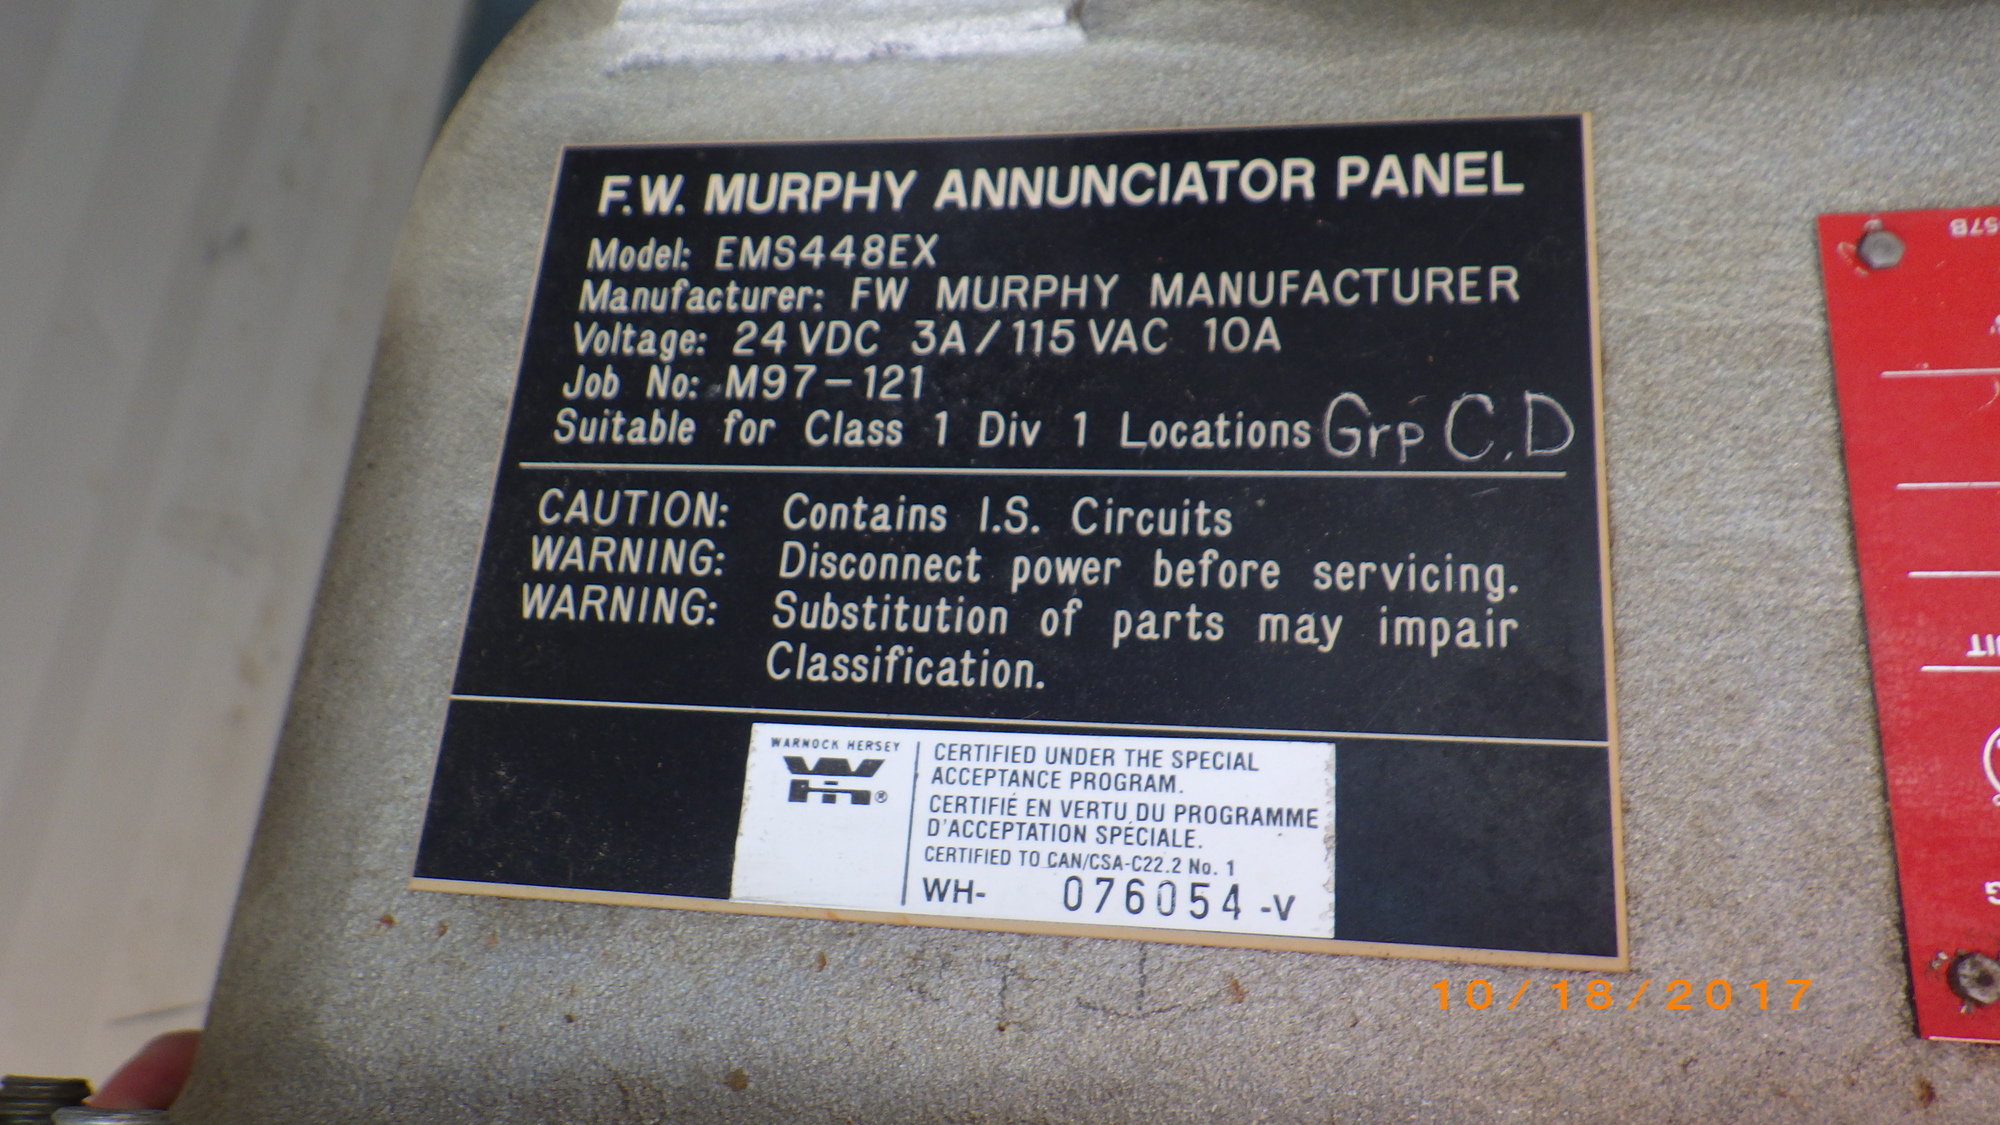 F.W. MURPHY ANNUNCIATOR PANEL
Model: EMS448EX
Manufacturer: FW MURPHY MANUFACTURER
Voltage: 24 VDC 3A / 115 VAC 10A
Job No: M97-121
Suitable for Class 1 Div 1 Locations Grp C.D
CAUTION: Contains I.S. Circuits
WARNING: Disconnect power before servicing.
WARNING: Substitution of parts may impair
Classification.
WARNOCK HERSEY
WH®
CERTIFIED UNDER THE SPECIAL
ACCEPTANCE PROGRAM.
CERTIFIÉ EN VERTU DU PROGRAMME
D'ACCEPTATION SPÉCIALE.
CERTIFIED TO CAN/CSA-C22.2 No. 1
WH- 076054 -V
10/18/2017